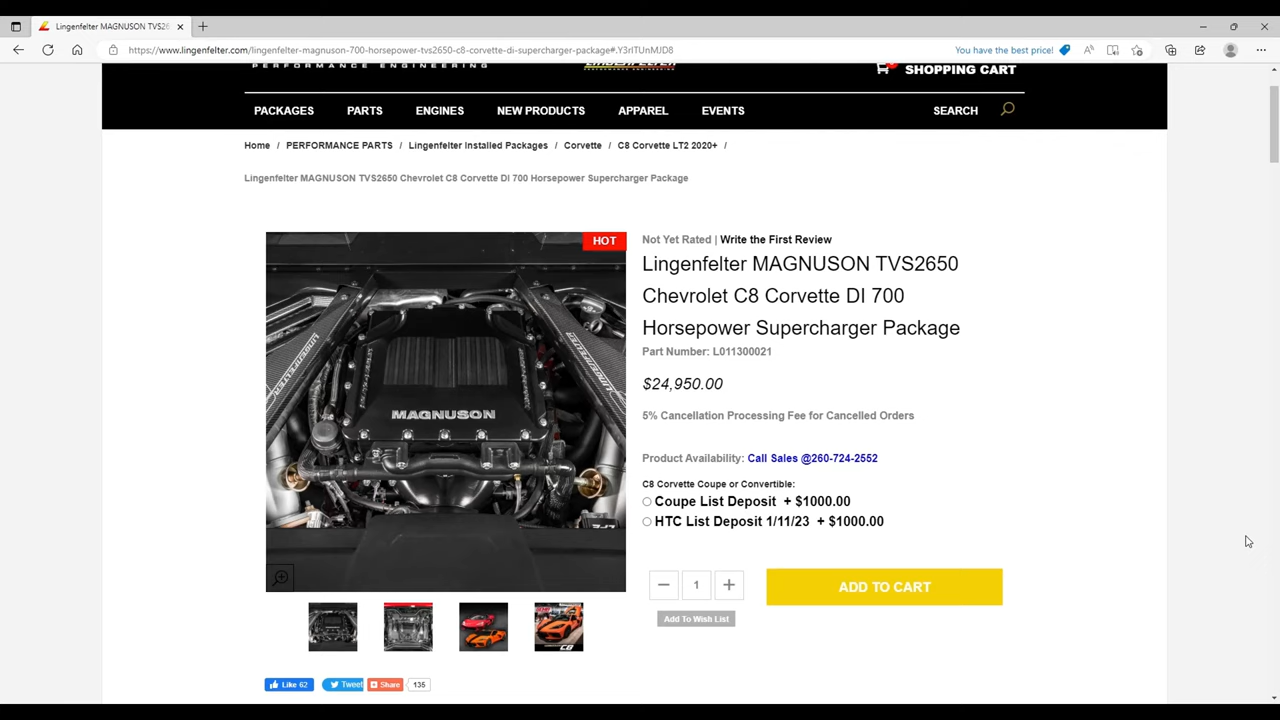 Lingenfelter MAGNUSON TVS26
https://www.lingenfelter.com/lingenfelter-magnuson-700-horsepower-tvs2650-c8-corvette-di-supercharger-package#.Y3rITUnMJD8
You have the best price!
PERFORMANCE ENGINEERING
SHOPPING CART
PACKAGES PARTS ENGINES NEW PRODUCTS APPAREL EVENTS SEARCH
Home / PERFORMANCE PARTS / Lingenfelter Installed Packages / Corvette / C8 Corvette LT2 2020+ /
Lingenfelter MAGNUSON TVS2650 Chevrolet C8 Corvette DI 700 Horsepower Supercharger Package
HOT
LINGENFELTER
LINGENFELTER
MAGNUSON
Not Yet Rated | Write the First Review
Lingenfelter MAGNUSON TVS2650
Chevrolet C8 Corvette DI 700
Horsepower Supercharger Package
Part Number: L011300021
$24,950.00
5% Cancellation Processing Fee for Cancelled Orders
Product Availability: Call Sales @260-724-2552
C8 Corvette Coupe or Convertible:
Coupe List Deposit + $1000.00
HTC List Deposit 1/11/23 + $1000.00
1
ADD TO CART
Add To Wish List
C8
Like 62 Tweet Share 135